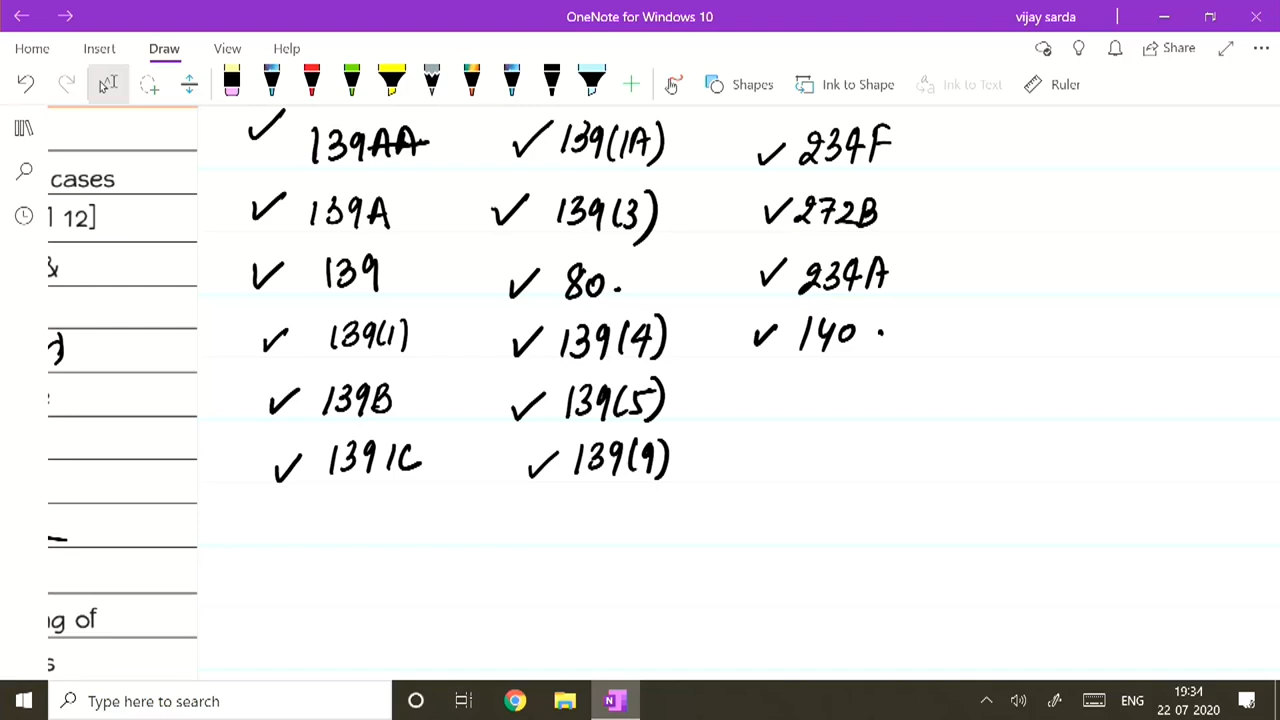 OneNote for Windows 10
vijay sarda
Home Insert Draw View Help
Share
Shapes Ink to Shape Ink to Text Ruler
cases
12]
&
ng of
s
✓ 139AA
✓ 139A
✓ 139
✓ 139(1)
✓ 139B
✓ 1391C
✓ 139(1A)
✓ 139(3)
✓ 80.
✓ 139(4)
✓ 139(5)
✓ 139(9)
✓ 234F
✓ 272B
✓ 234A
✓ 140.
Type here to search
ENG
19:34
22-07-2020